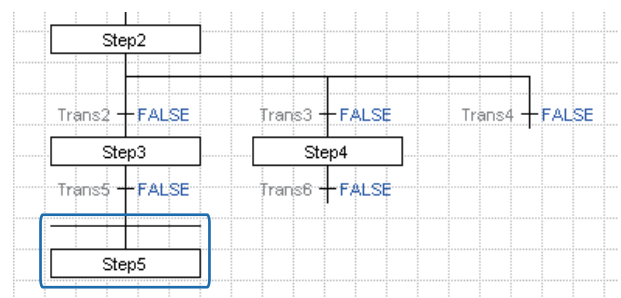 Step2
Trans2 FALSE Trans3 FALSE Trans4 FALSE
Step3 Step4
Trans5 FALSE Trans6 FALSE
Step5